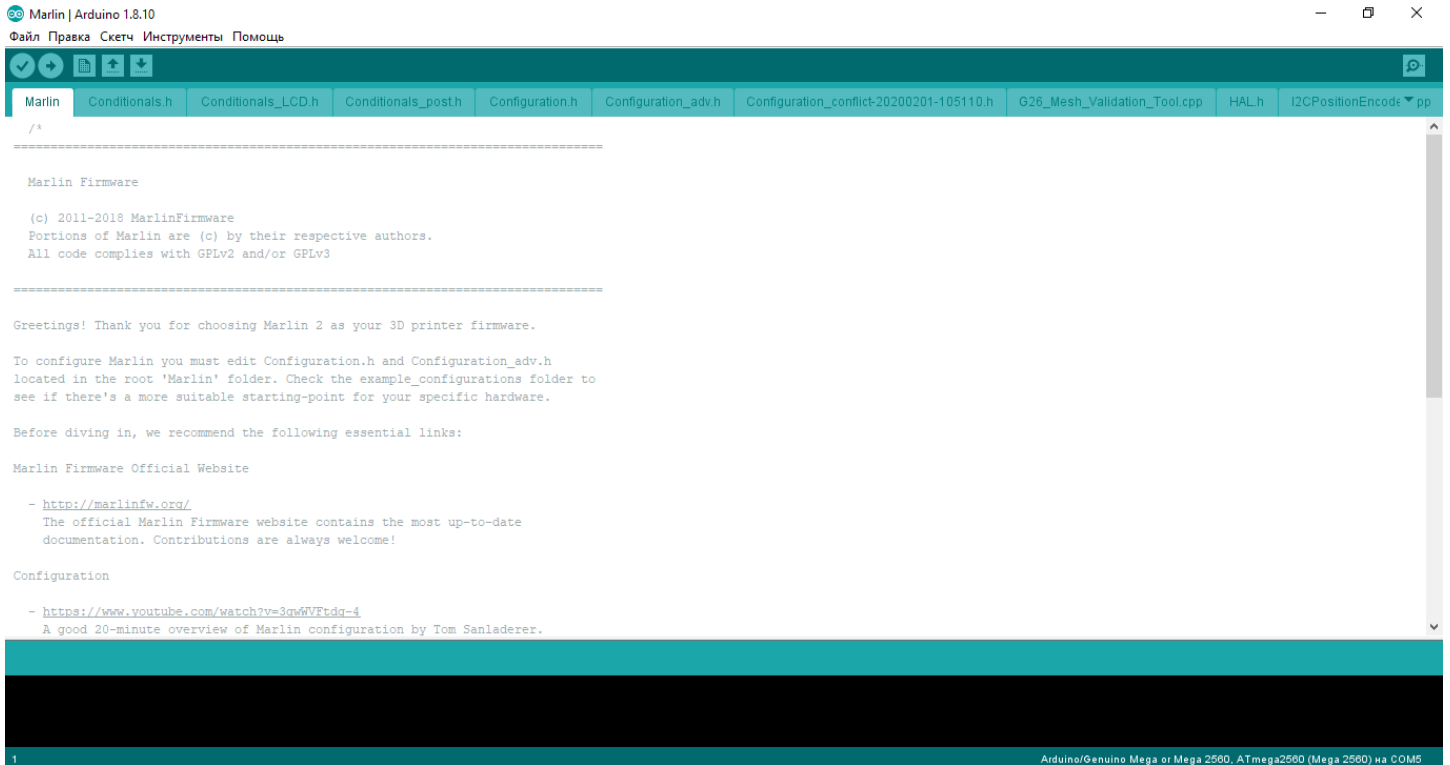 Marlin | Arduino 1.8.10
Файл Правка Скетч Инструменты Помощь
Marlin Conditionals.h Conditionals_LCD.h Conditionals_post.h Configuration.h Configuration_adv.h Configuration_conflict-20200201-105110.h G26_Mesh_Validation_Tool.cpp HAL.h I2CPositionEncode pp
/*
================================================================================
Marlin Firmware
(c) 2011-2018 MarlinFirmware
Portions of Marlin are (c) by their respective authors.
All code complies with GPLv2 and/or GPLv3
================================================================================
Greetings! Thank you for choosing Marlin 2 as your 3D printer firmware.
To configure Marlin you must edit Configuration.h and Configuration_adv.h
located in the root 'Marlin' folder. Check the example_configurations folder to
see if there's a more suitable starting-point for your specific hardware.
Before diving in, we recommend the following essential links:
Marlin Firmware Official Website
- http://marlinfw.org/
The official Marlin Firmware website contains the most up-to-date
documentation. Contributions are always welcome!
Configuration
- https://www.youtube.com/watch?v=3gwWVFtdg-4
A good 20-minute overview of Marlin configuration by Tom Sanladerer.
1
Arduino/Genuino Mega or Mega 2560, ATmega2560 (Mega 2560) на COM5